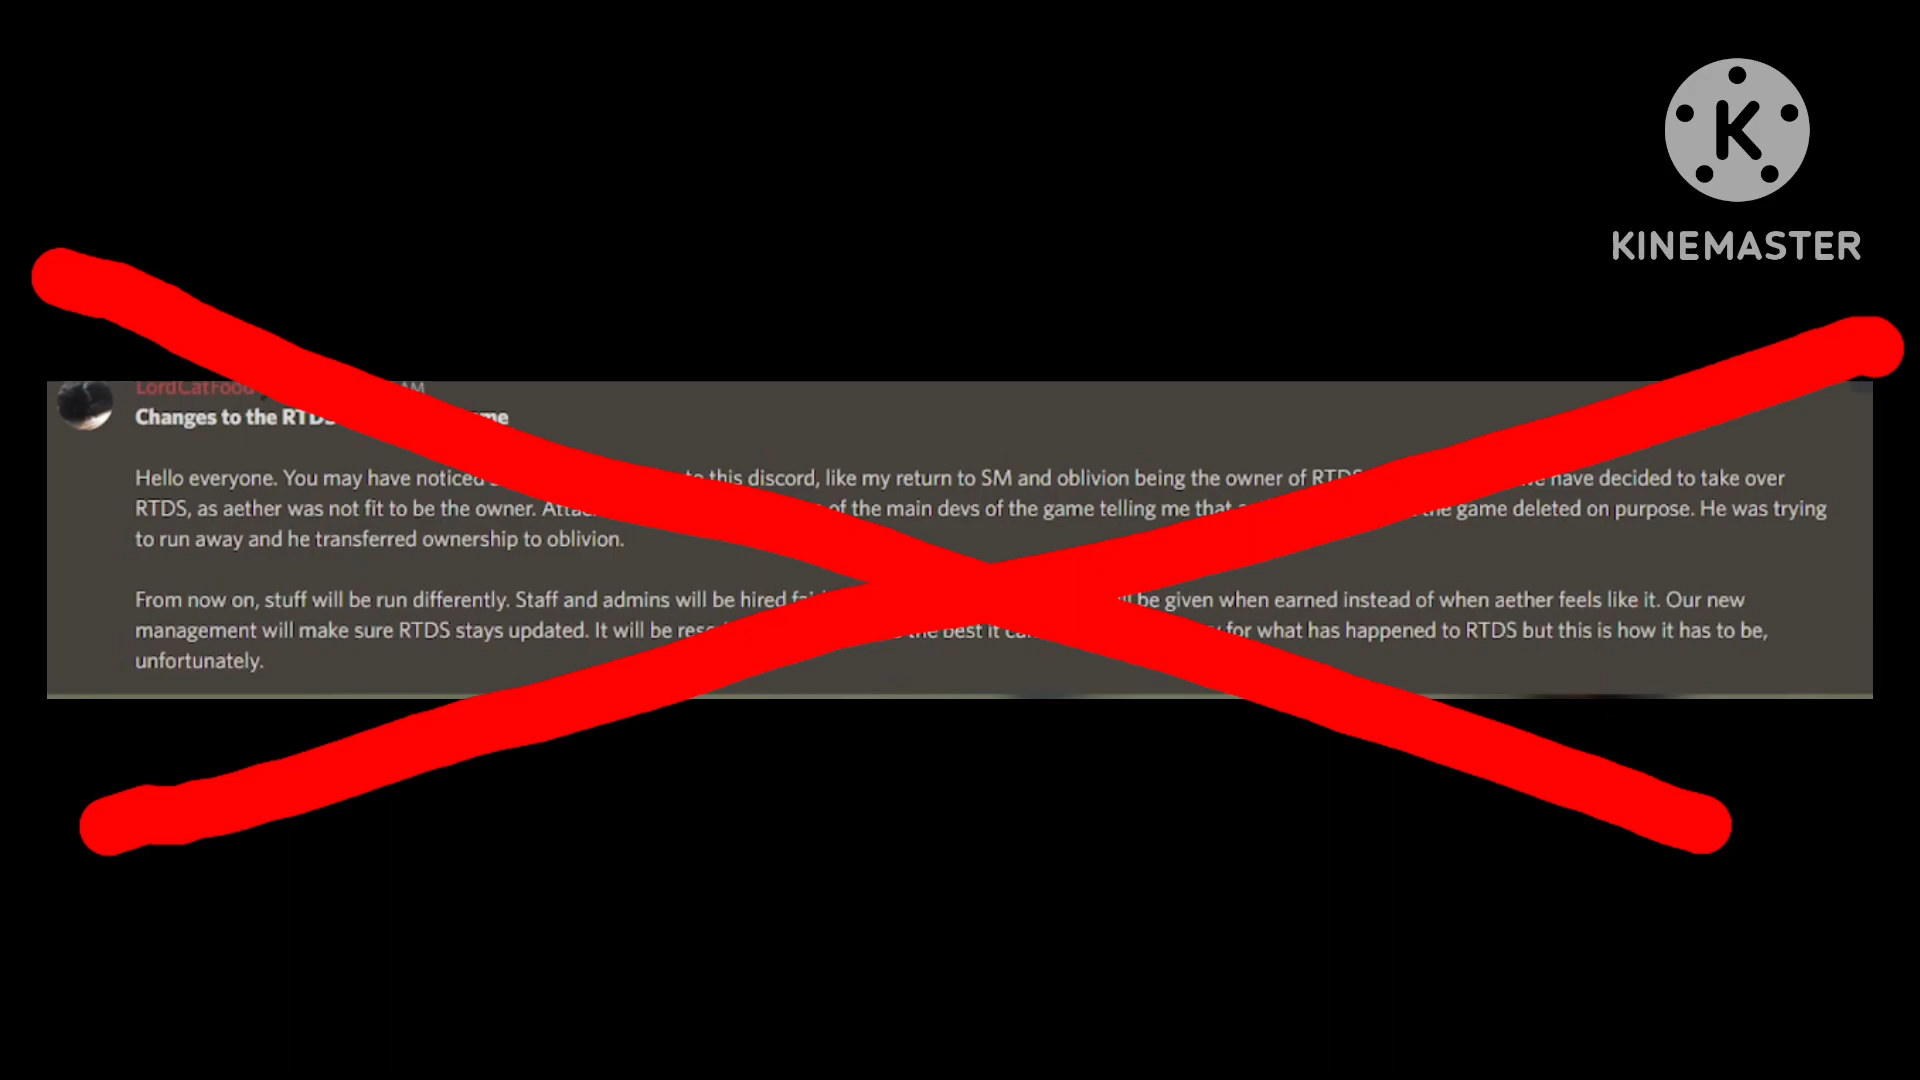 KINEMASTER
LordCatFood AM
Changes to the RTDS
Hello everyone. You may have noticed to this discord, like my return to SM and oblivion being the owner of RTDS have decided to take over
RTDS, as aether was not fit to be the owner. of the main devs of the game telling me that the game deleted on purpose. He was trying
to run away and he transferred ownership to oblivion.
From now on, stuff will be run differently. Staff and admins will be hired be given when earned instead of when aether feels like it. Our new
management will make sure RTDS stays updated. It will be the best it for what has happened to RTDS but this is how it has to be,
unfortunately.